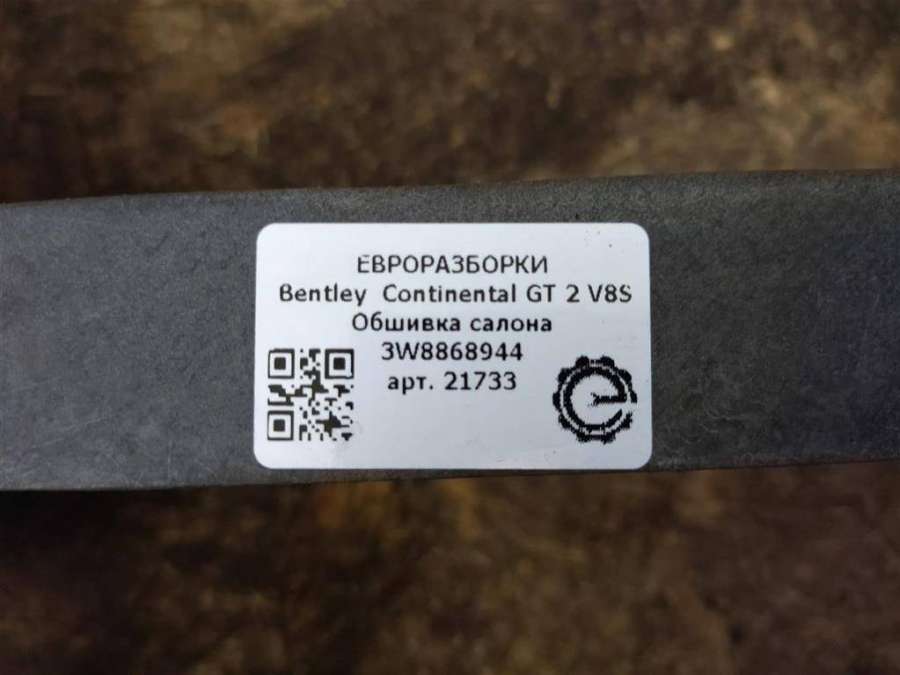 ЕВРОРАЗБОРКИ
Bentley Continental GT 2 V8S
Обшивка салона
3W8868944
арт. 21733